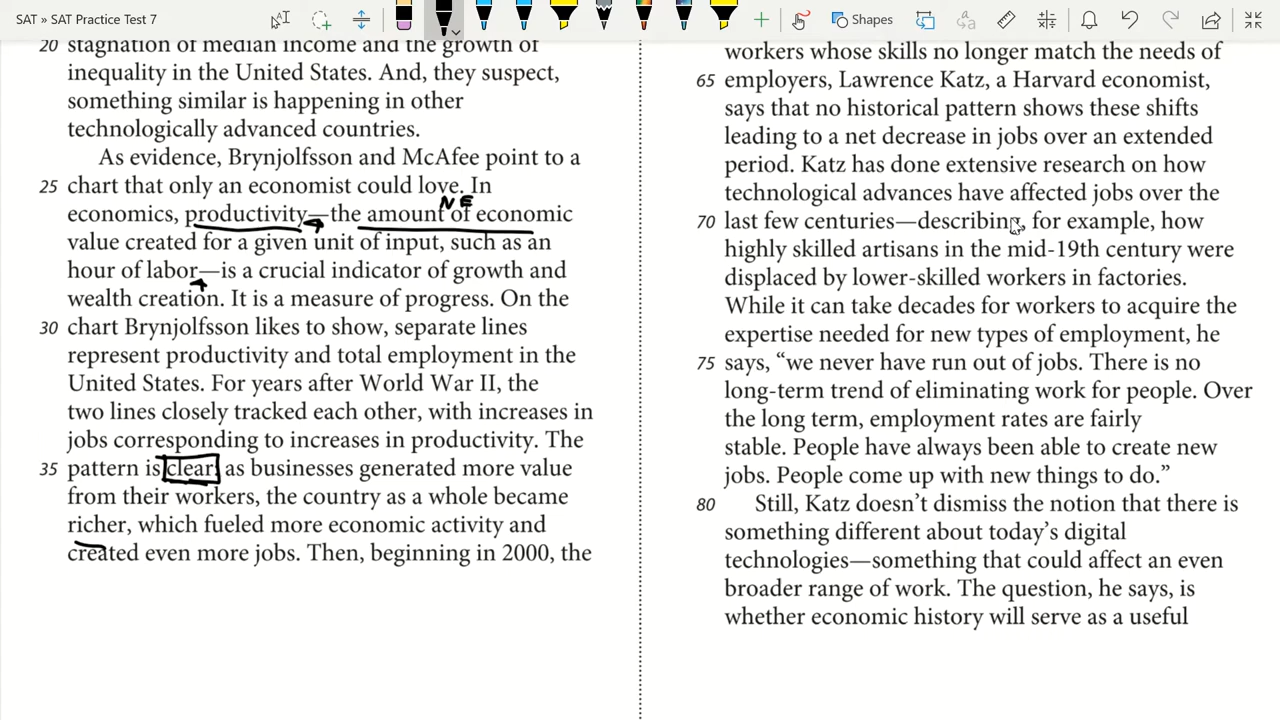 SAT » SAT Practice Test 7
Shapes
20 stagnation of median income and the growth of
inequality in the United States. And, they suspect,
something similar is happening in other
technologically advanced countries.
As evidence, Brynjolfsson and McAfee point to a
25 chart that only an economist could love. In
NE
economics, productivity—the amount of economic
value created for a given unit of input, such as an
hour of labor—is a crucial indicator of growth and
wealth creation. It is a measure of progress. On the
30 chart Brynjolfsson likes to show, separate lines
represent productivity and total employment in the
United States. For years after World War II, the
two lines closely tracked each other, with increases in
jobs corresponding to increases in productivity. The
35 pattern is clear: as businesses generated more value
from their workers, the country as a whole became
richer, which fueled more economic activity and
created even more jobs. Then, beginning in 2000, the
workers whose skills no longer match the needs of
65 employers, Lawrence Katz, a Harvard economist,
says that no historical pattern shows these shifts
leading to a net decrease in jobs over an extended
period. Katz has done extensive research on how
technological advances have affected jobs over the
70 last few centuries—describing, for example, how
highly skilled artisans in the mid-19th century were
displaced by lower-skilled workers in factories.
While it can take decades for workers to acquire the
expertise needed for new types of employment, he
75 says, “we never have run out of jobs. There is no
long-term trend of eliminating work for people. Over
the long term, employment rates are fairly
stable. People have always been able to create new
jobs. People come up with new things to do.”
80 Still, Katz doesn’t dismiss the notion that there is
something different about today’s digital
technologies—something that could affect an even
broader range of work. The question, he says, is
whether economic history will serve as a useful